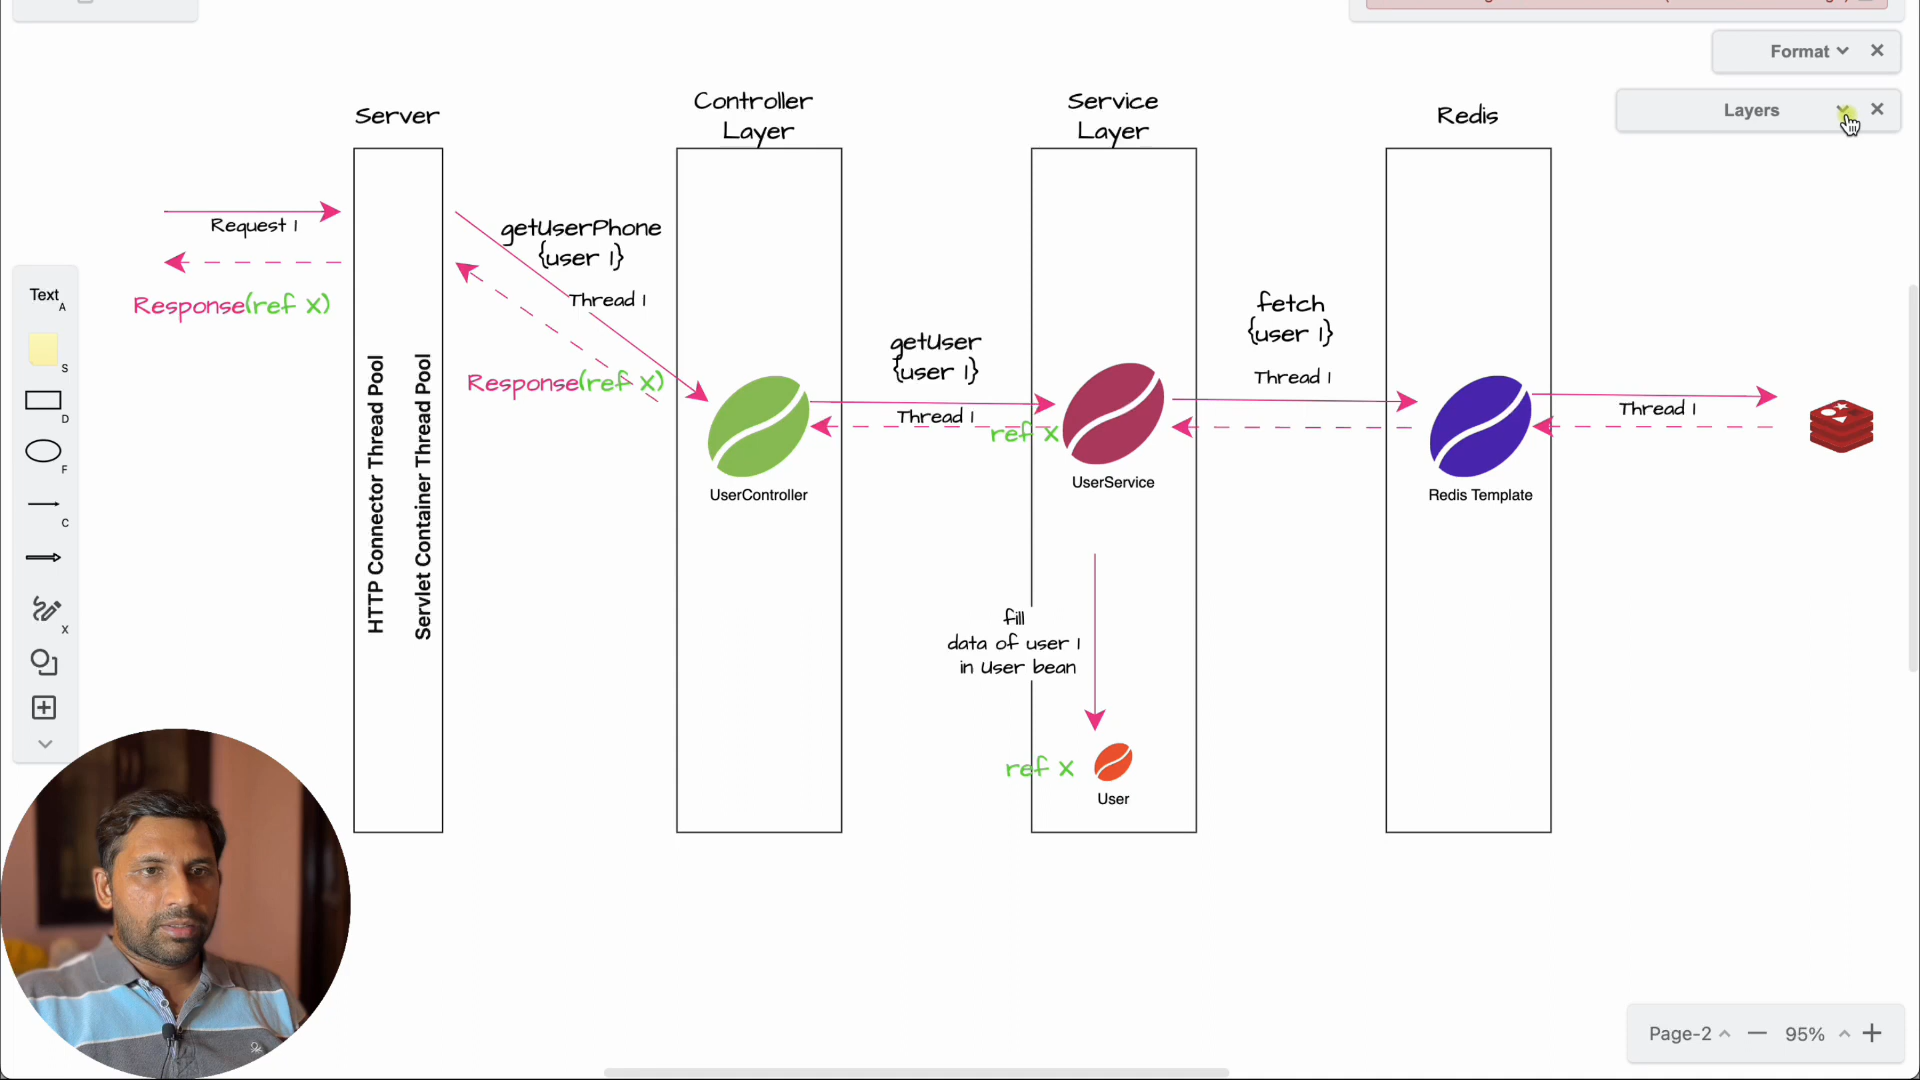 Format
Layers
Server
Controller
Layer
Service
Layer
Redis
Request 1
Response(ref X)
getUserPhone
{user 1}
Thread 1
Response(ref X)
HTTP Connector Thread Pool
Servlet Container Thread Pool
getUser
{user 1}
Thread 1
ref X
UserController
UserService
fetch
{user 1}
Thread 1
Redis Template
Thread 1
fill
data of user 1
in User bean
ref X
User
Text
A
S
D
F
C
X
Page-2
95%